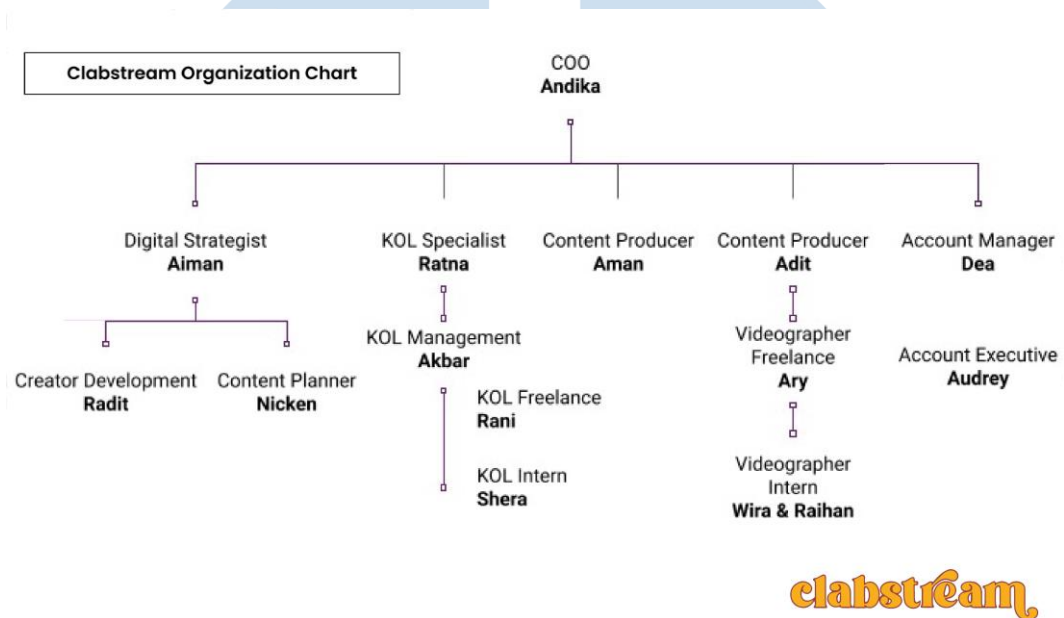 Clabstream Organization Chart
COO
Andika
Digital Strategist
Aiman
KOL Specialist
Ratna
Content Producer
Aman
Content Producer
Adit
Account Manager
Dea
Creator Development
Radit
Content Planner
Nicken
KOL Management
Akbar
KOL Freelance
Rani
KOL Intern
Shera
Videographer
Freelance
Ary
Videographer
Intern
Wira & Raihan
Account Executive
Audrey
clabstream